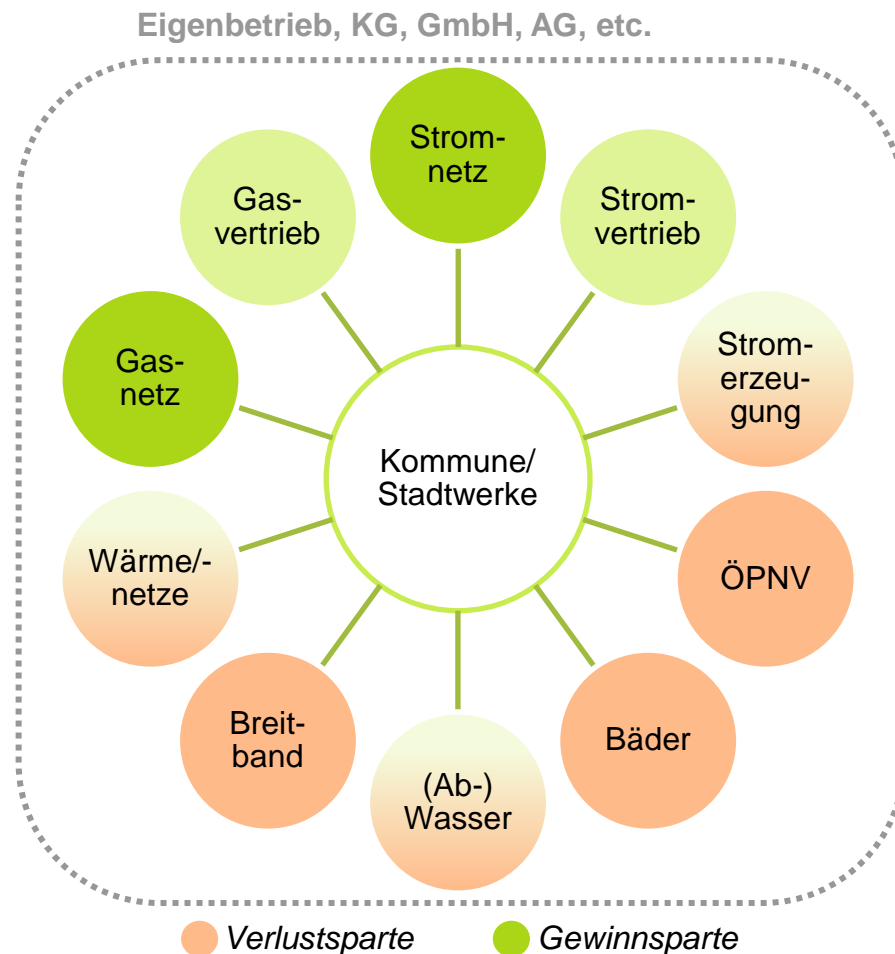 Eigenbetrieb, KG, GmbH, AG, etc.
Strom-
netz
Gas-
vertrieb
Strom-
vertrieb
Gas-
netz
Strom-
erzeu-
gung
Kommune/
Stadtwerke
Wärme/-
netze
ÖPNV
Breit-
band
Bäder
(Ab-)
Wasser
Verlustsparte
Gewinnsparte